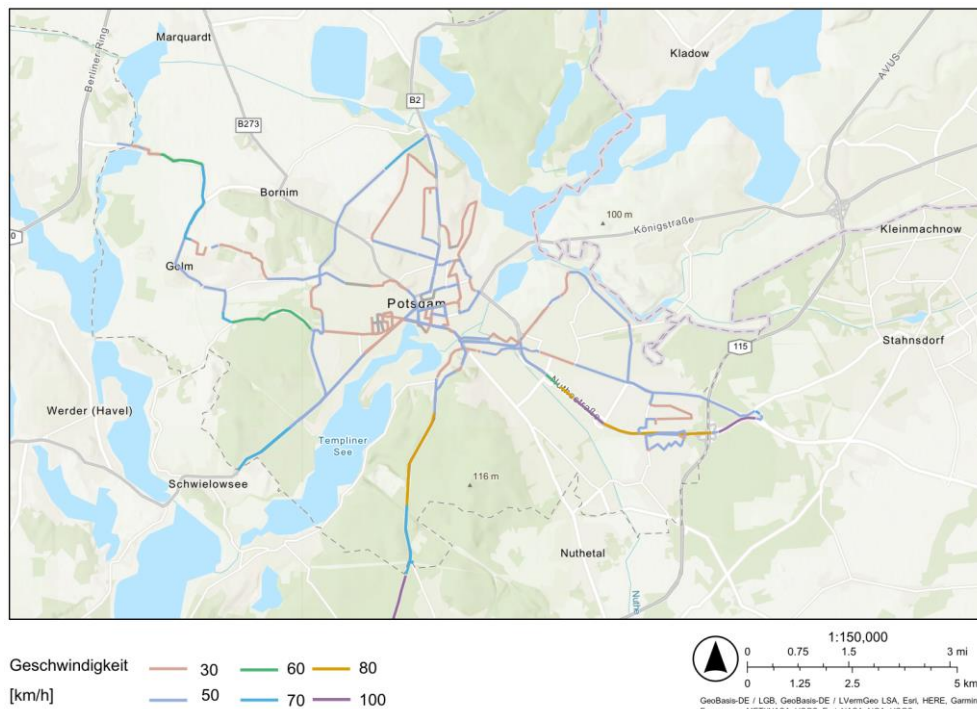 Marquardt
Kladow
Berliner-Ring
AVUS
B2
B273
Bornim
100 m
Königstraße
Kleinmachnow
0
Golm
Potsdam
Stahnsdorf
115
Nuthestraße
Werder (Havel)
Templiner
See
116 m
Schwielowsee
Nuthetal
Nuthe
Geschwindigkeit
[km/h]
30
60
80
50
70
100
1:150,000
0 0.75 1.5 3 mi
0 1.25 2.5 5 km
GeoBasis-DE / LGB, GeoBasis-DE / LVermGeo LSA, Esri, HERE, Garmin,